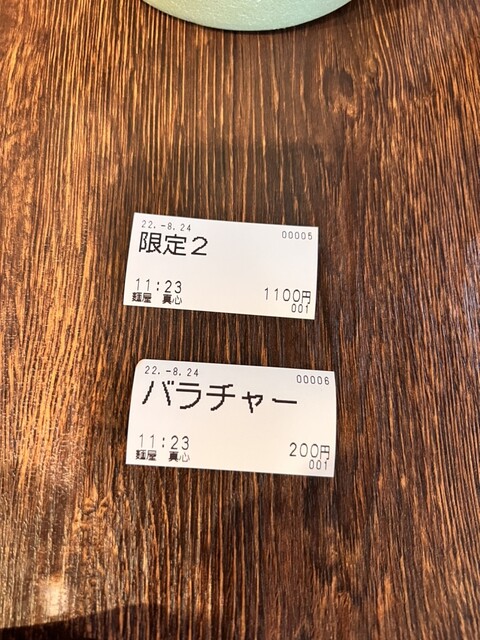 22.-8.24 00005
限定2
11:23 1100円
麺屋 真心 001
22.-8.24 00006
バラチャー
11:23 200円
麺屋 真心 001